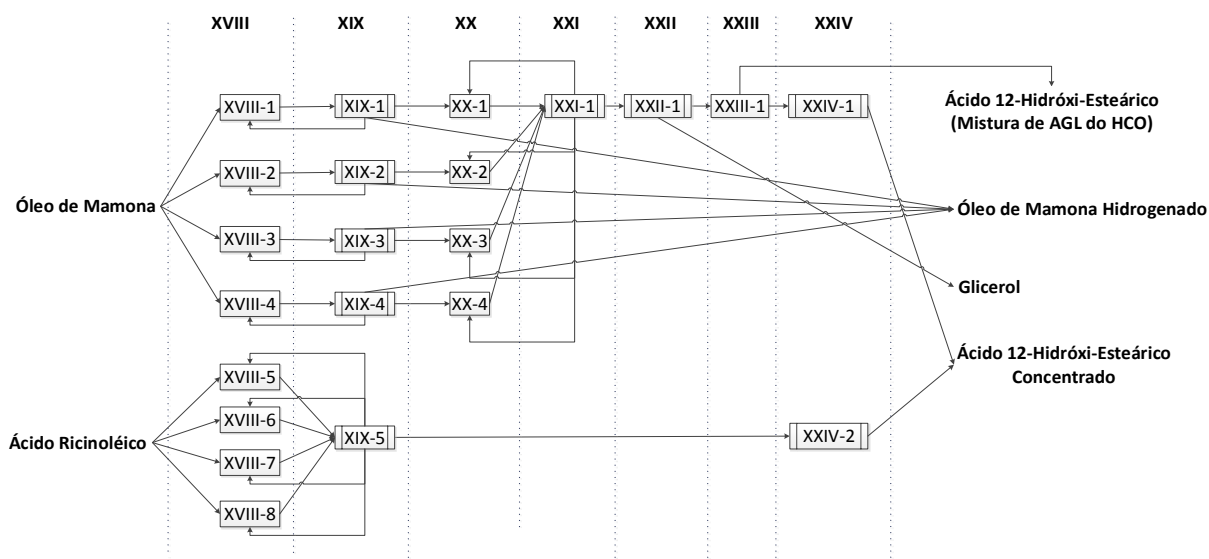 XVIII XIX XX XXI XXII XXIII XXIV
XVIII-1 XIX-1 XX-1 XXI-1 XXII-1 XXIII-1 XXIV-1
Ácido 12-Hidróxi-Esteárico
(Mistura de AGL do HCO)
XVIII-2 XIX-2 XX-2
Óleo de Mamona
Óleo de Mamona Hidrogenado
XVIII-3 XIX-3 XX-3
Glicerol
XVIII-4 XIX-4 XX-4
Ácido 12-Hidróxi-Esteárico
Concentrado
XVIII-5
XVIII-6
Ácido Ricinoléico
XIX-5 XXIV-2
XVIII-7
XVIII-8